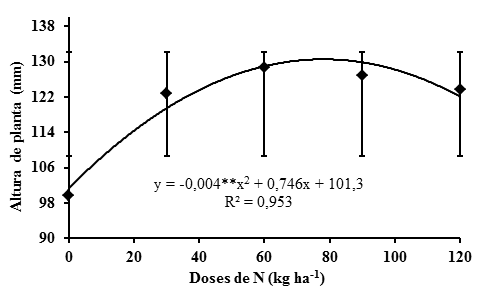 138
130
122
114
106
98
90
Altura de planta (mm)
y = -0,004**x² + 0,746x + 101,3
R² = 0,953
0 20 40 60 80 100 120
Doses de N (kg ha⁻¹)